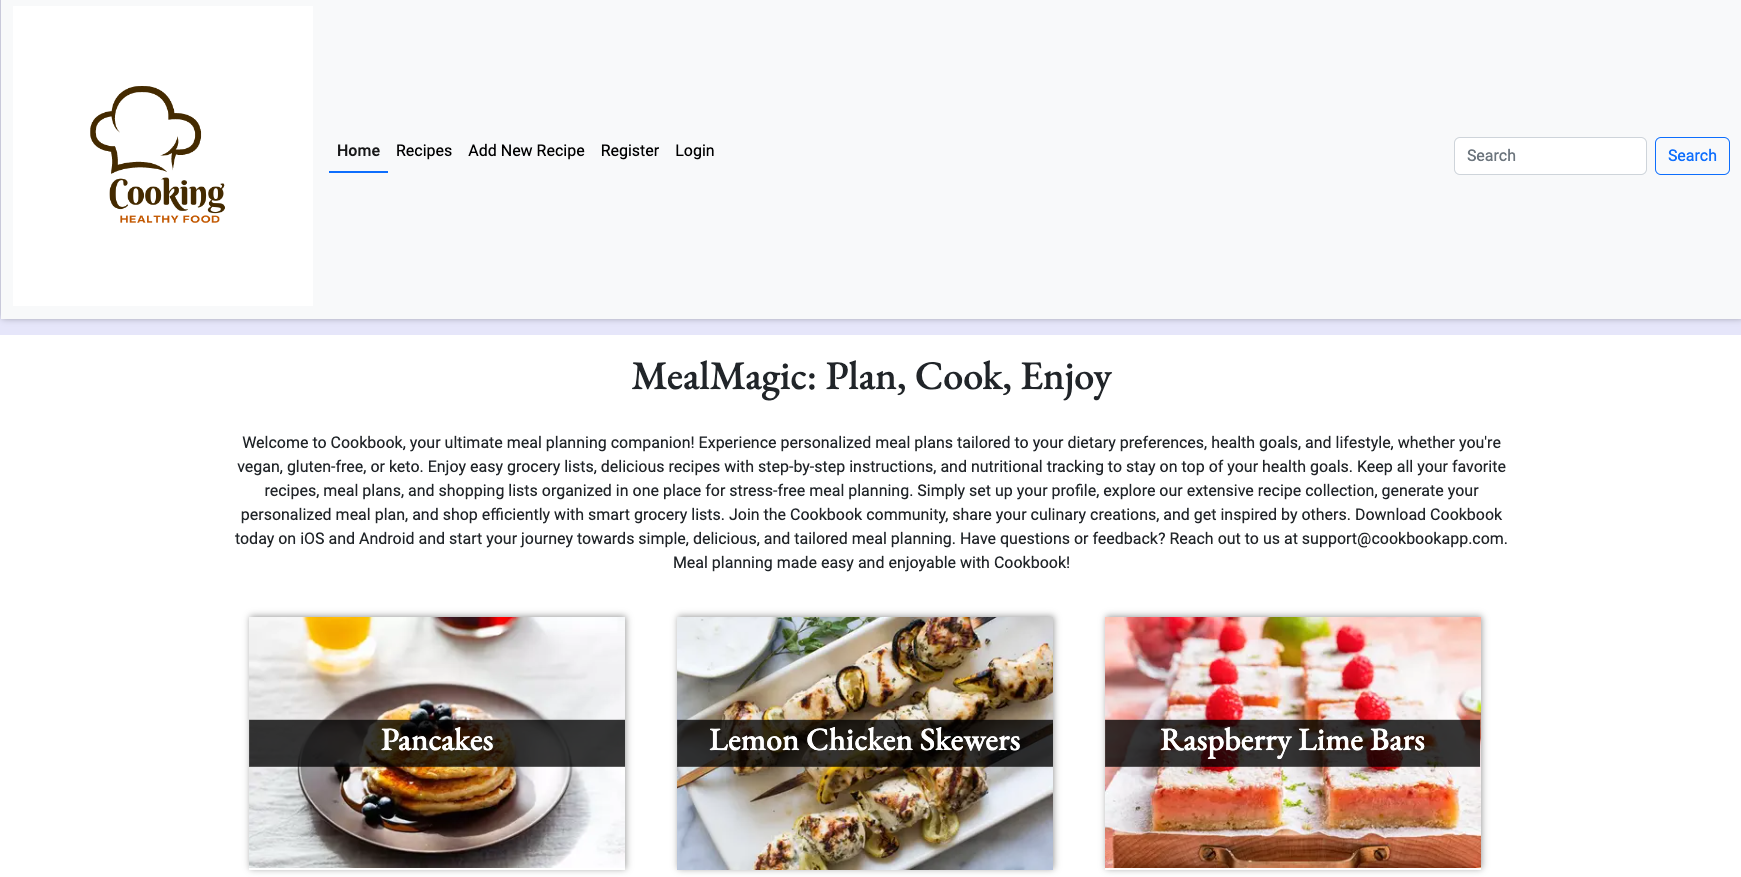 Cooking
HEALTHY FOOD
Home Recipes Add New Recipe Register Login
Search Search
MealMagic: Plan, Cook, Enjoy
Welcome to Cookbook, your ultimate meal planning companion! Experience personalized meal plans tailored to your dietary preferences, health goals, and lifestyle, whether you're
vegan, gluten-free, or keto. Enjoy easy grocery lists, delicious recipes with step-by-step instructions, and nutritional tracking to stay on top of your health goals. Keep all your favorite
recipes, meal plans, and shopping lists organized in one place for stress-free meal planning. Simply set up your profile, explore our extensive recipe collection, generate your
personalized meal plan, and shop efficiently with smart grocery lists. Join the Cookbook community, share your culinary creations, and get inspired by others. Download Cookbook
today on iOS and Android and start your journey towards simple, delicious, and tailored meal planning. Have questions or feedback? Reach out to us at support@cookbookapp.com.
Meal planning made easy and enjoyable with Cookbook!
Pancakes
Lemon Chicken Skewers
Raspberry Lime Bars